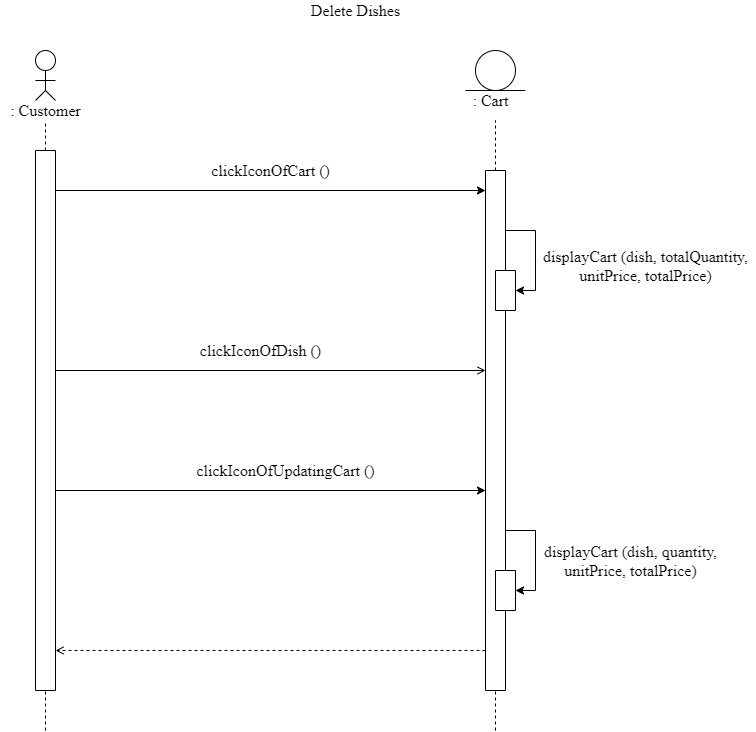 Delete Dishes
: Customer
: Cart
clickIconOfCart ()
displayCart (dish, totalQuantity,
unitPrice, totalPrice)
clickIconOfDish ()
clickIconOfUpdatingCart ()
displayCart (dish, quantity,
unitPrice, totalPrice)